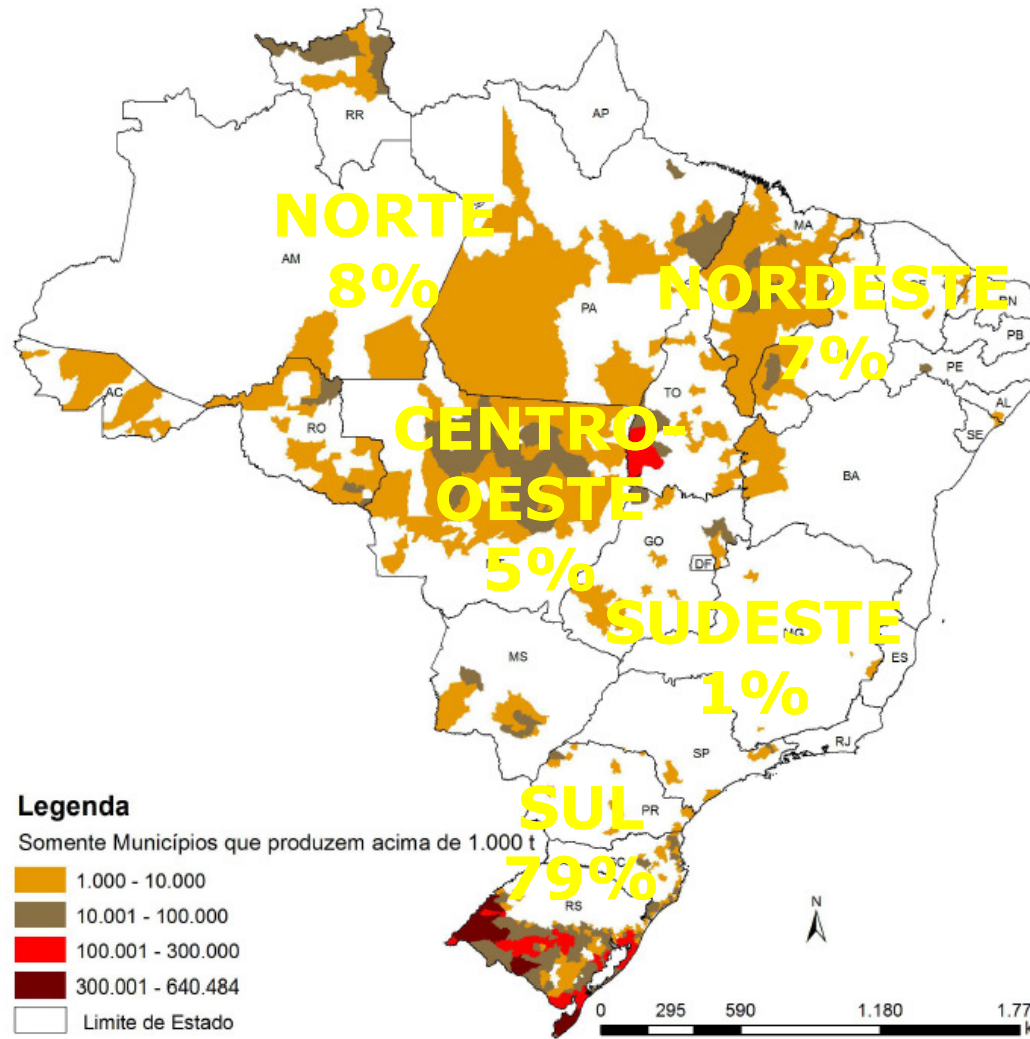 RR
AP
NORTE
8%
AM
PA
MA
NORDESTE
7%
RN
PB
PE
AL
SE
BA
TO
AC
RO
CENTRO-
OESTE
5%
GO
DF
SUDESTE
1%
MG
ES
MS
SP
RJ
PR
SUL
79%
SC
RS
N
Legenda
Somente Municípios que produzem acima de 1.000 t
1.000 - 10.000
10.001 - 100.000
100.001 - 300.000
300.001 - 640.484
Limite de Estado
0 295 590 1.180 1.77